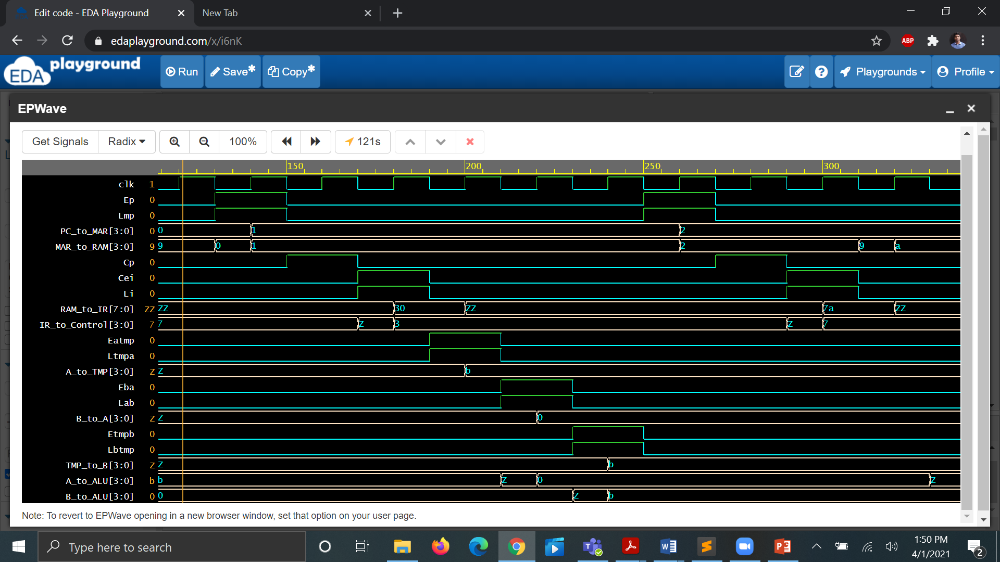 Edit code - EDA Playground
New Tab
edaplayground.com/x/i6nK
ABP
EDA playground
Run
Save*
Copy*
Playgrounds
Profile
EPWave
Get Signals
Radix
100%
121s
150 200 250 300
clk 1
Ep 0
Lmp 0
PC_to_MAR[3:0] 0 0 1 2
MAR_to_RAM[3:0] 9 9 0 1 2 9 a
Cp 0
Cei 0
Li 0
RAM_to_IR[7:0] zz zz 30 zz 7a zz
IR_to_Control[3:0] 7 7 z 3 z 7
Eatmp 0
Ltmpa 0
A_to_TMP[3:0] z z b
Eba 0
Lab 0
B_to_A[3:0] z z 0
Etmpb 0
Lbtmp 0
TMP_to_B[3:0] z z b
A_to_ALU[3:0] b b z 0 z
B_to_ALU[3:0] 0 0 z b
Note: To revert to EPWave opening in a new browser window, set that option on your user page.
Type here to search
1:50 PM
4/1/2021
2